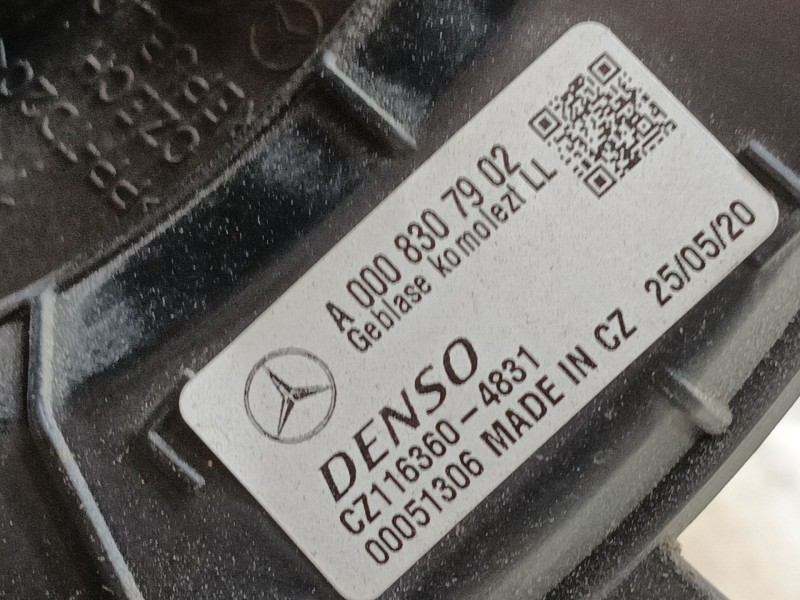 A 000 830 79 02
Geblase komolezt LL
DENSO
CZ116360-4831
00051306 MADE IN CZ 25/05/20